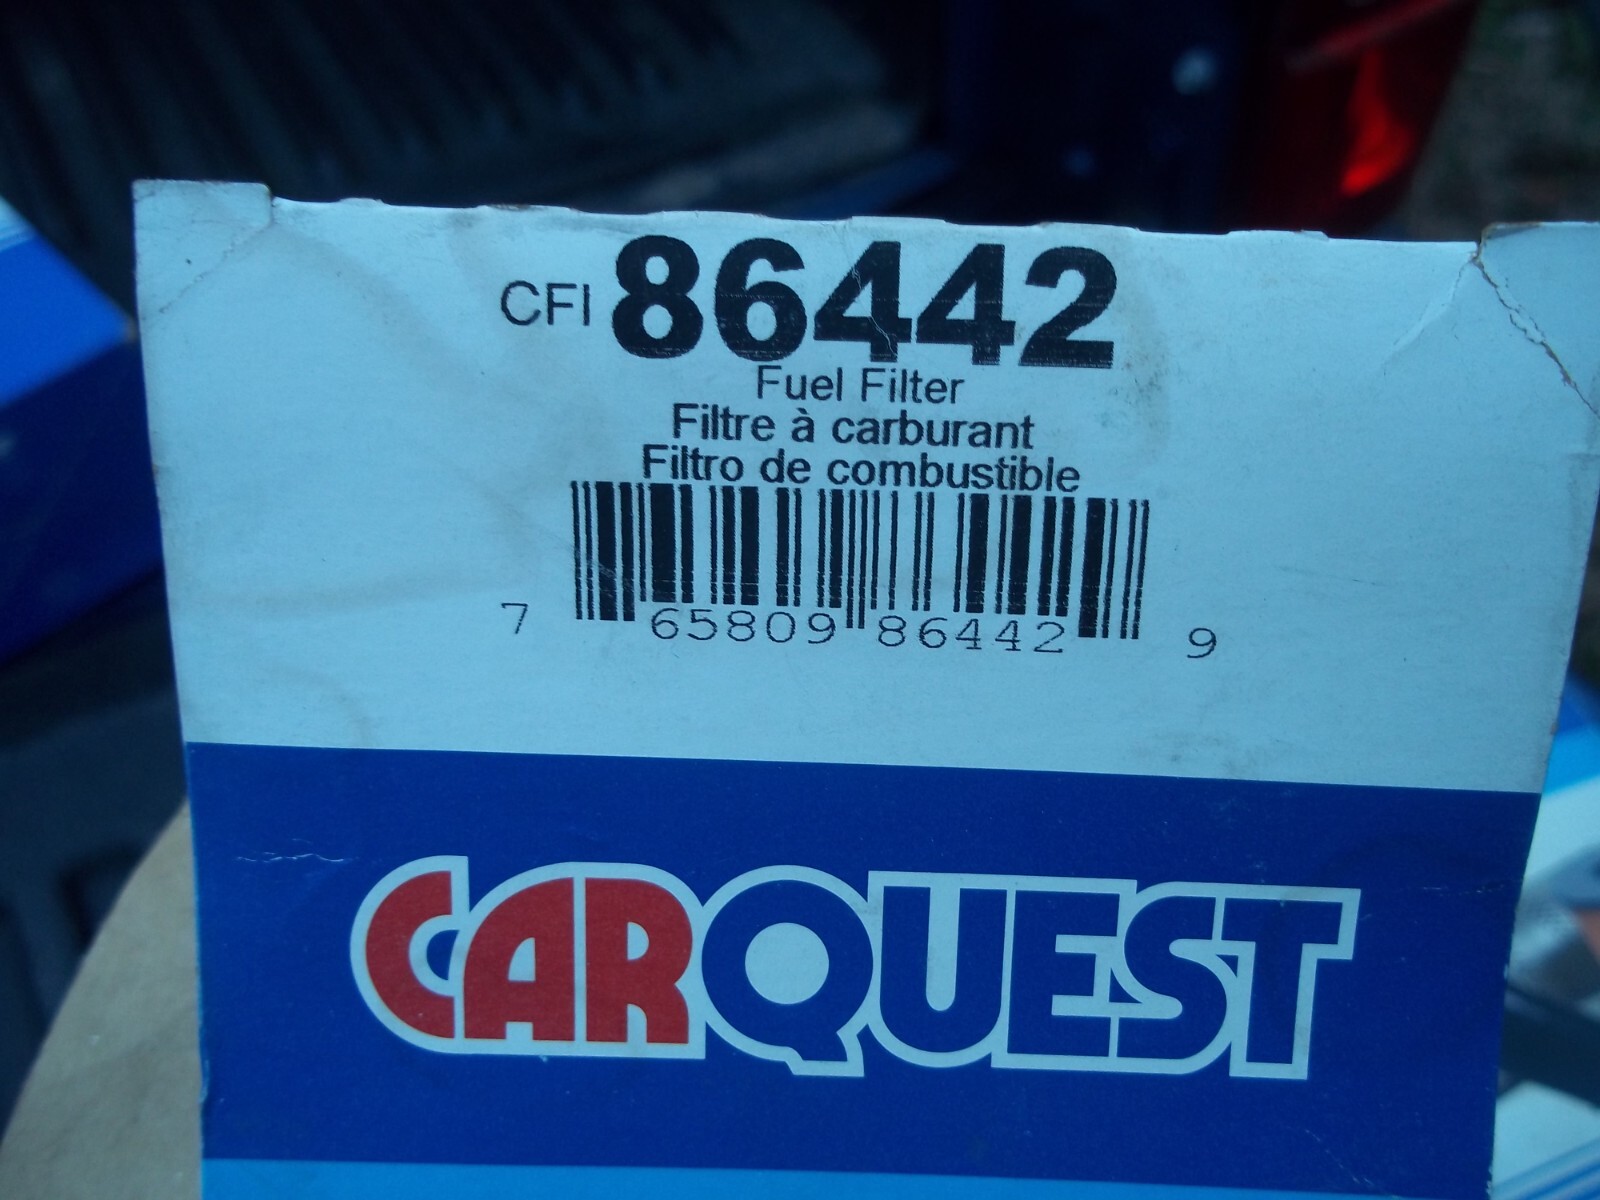 CFI 86442
Fuel Filter
Filtre à carburant
Filtro de combustible
7 65809 86442 9
CARQUEST